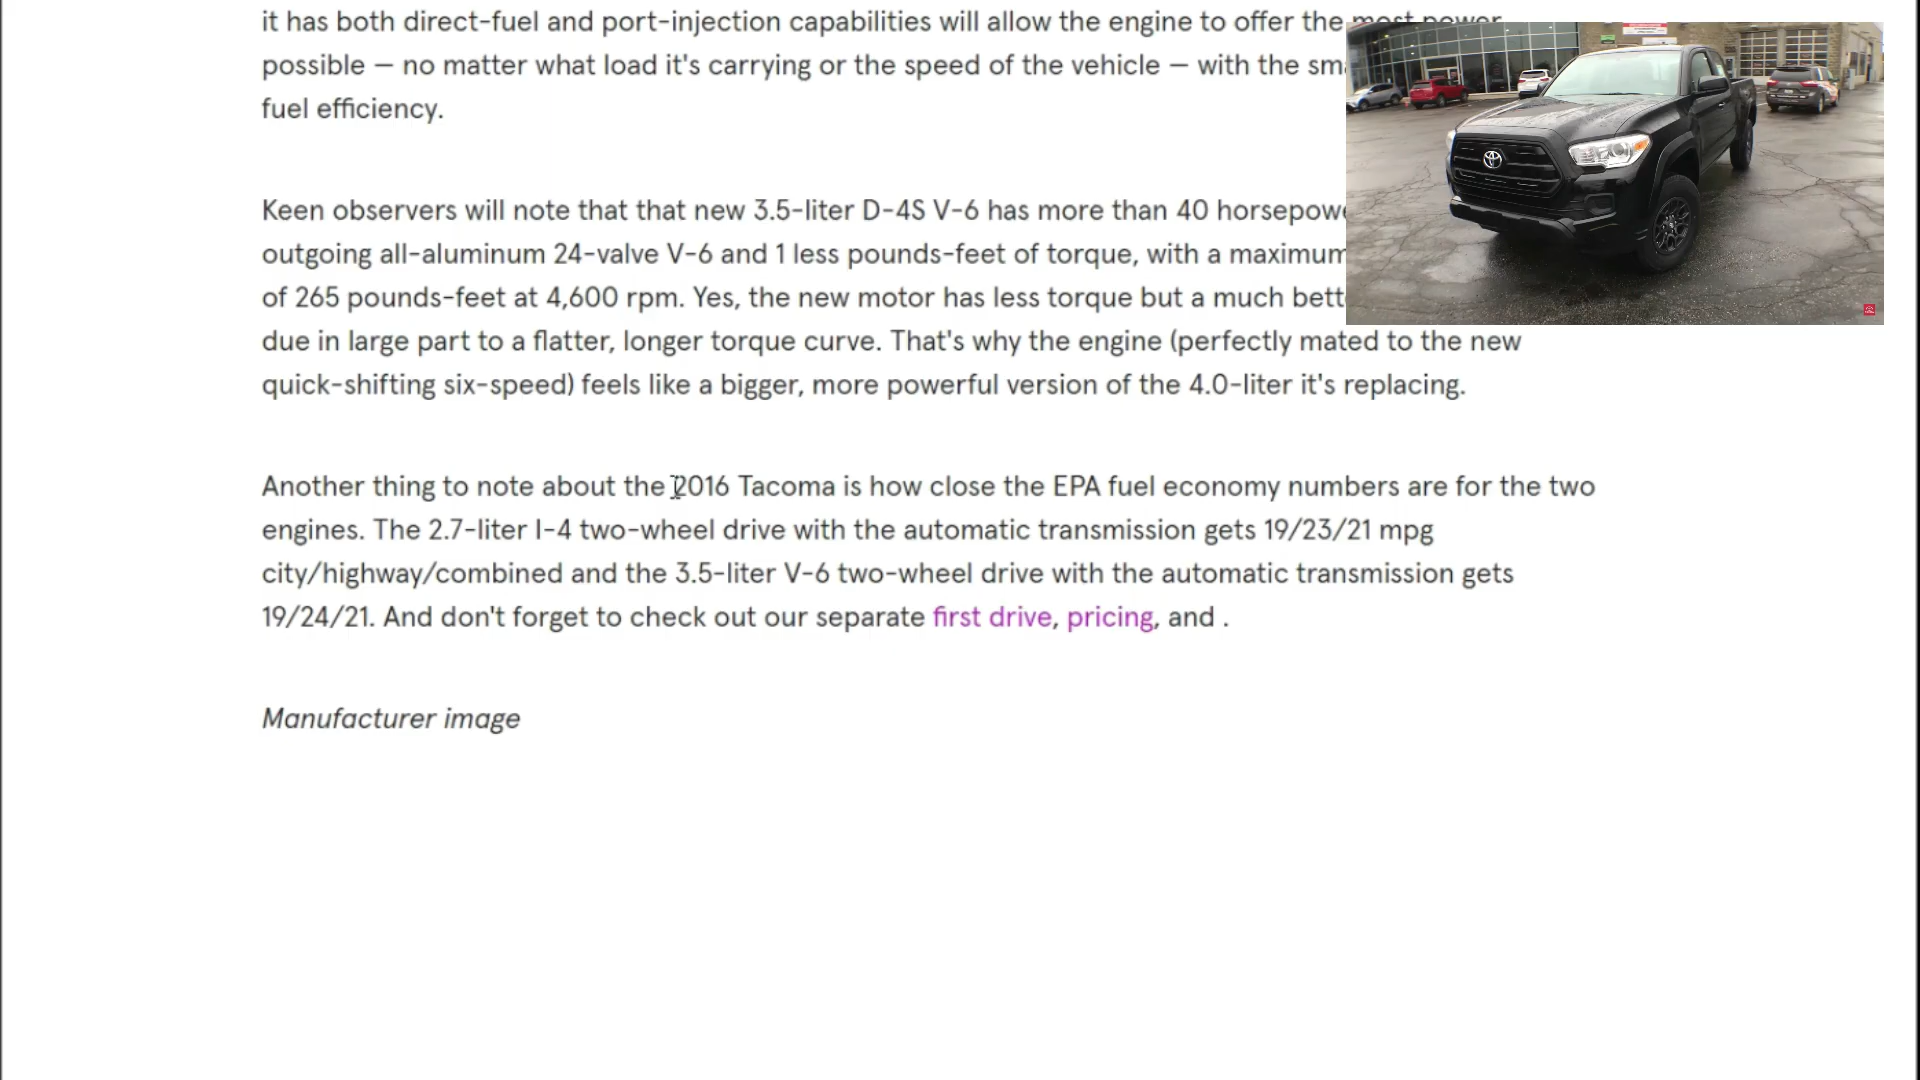 it has both direct-fuel and port-injection capabilities will allow the engine to offer the most power
possible — no matter what load it's carrying or the speed of the vehicle — with the
fuel efficiency.
Keen observers will note that that new 3.5-liter D-4S V-6 has more than 40
outgoing all-aluminum 24-valve V-6 and 1 less pounds-feet of torque, with a maximum
of 265 pounds-feet at 4,600 rpm. Yes, the new motor has less torque but a much
due in large part to a flatter, longer torque curve. That's why the engine (perfectly mated to the new
quick-shifting six-speed) feels like a bigger, more powerful version of the 4.0-liter it's replacing.
Another thing to note about the 2016 Tacoma is how close the EPA fuel economy numbers are for the two
engines. The 2.7-liter I-4 two-wheel drive with the automatic transmission gets 19/23/21 mpg
city/highway/combined and the 3.5-liter V-6 two-wheel drive with the automatic transmission gets
19/24/21. And don't forget to check out our separate first drive, pricing, and .
Manufacturer image